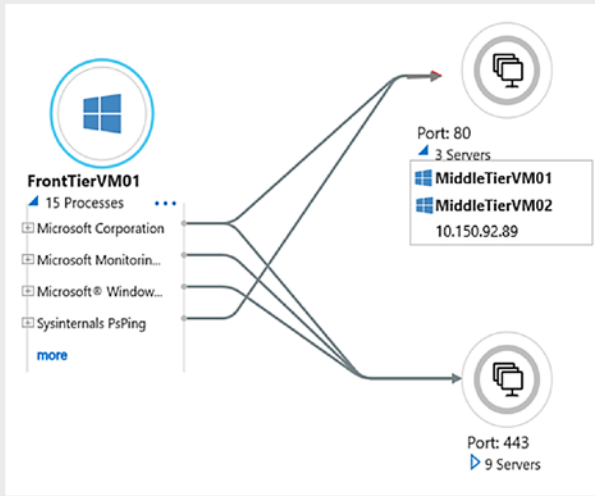 FrontTierVM01
15 Processes
Microsoft Corporation
Microsoft Monitorin...
Microsoft® Window...
Sysinternals PsPing
more
Port: 80
3 Servers
MiddleTierVM01
MiddleTierVM02
10.150.92.89
Port: 443
9 Servers